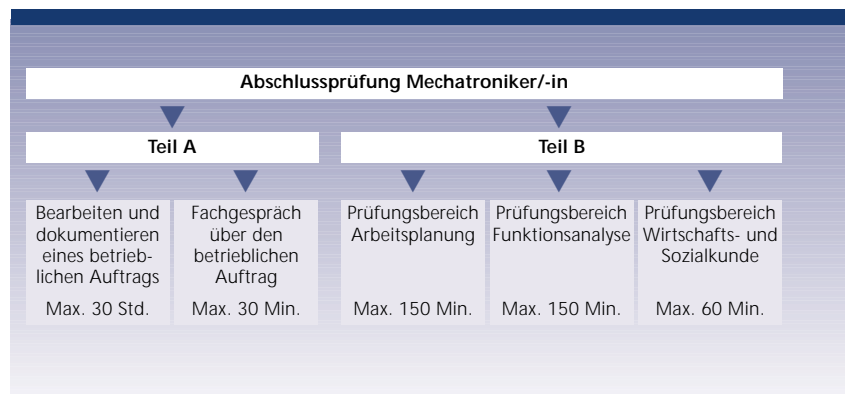 Abschlussprüfung Mechatroniker/-in
Teil A
Teil B
Bearbeiten und
dokumentieren
eines betrieb-
lichen Auftrags
Max. 30 Std.
Fachgespräch
über den
betrieblichen
Auftrag
Max. 30 Min.
Prüfungsbereich
Arbeitsplanung
Max. 150 Min.
Prüfungsbereich
Funktionsanalyse
Max. 150 Min.
Prüfungsbereich
Wirtschafts- und
Sozialkunde
Max. 60 Min.